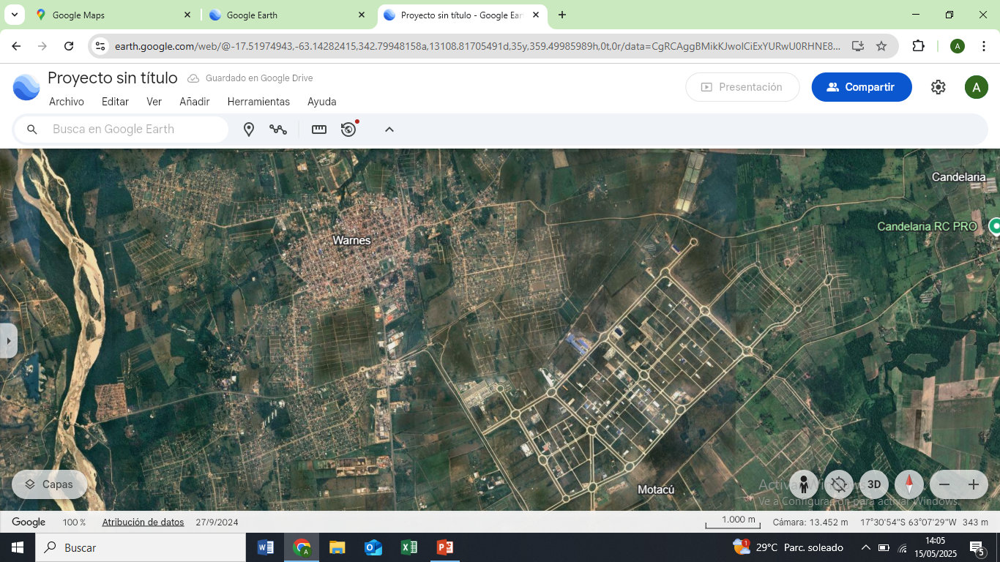 Google Maps
Google Earth
Proyecto sin título - Google Ear
earth.google.com/web/@-17.51974943,-63.14282415,342.79948158a,13108.81705491d,35y,359.49985989h,0t,0r/data=CgRCAggBMikKJwolCiExYURwU0RHNE8...
A
Proyecto sin título
Guardado en Google Drive
Archivo Editar Ver Añadir Herramientas Ayuda
Presentación
Compartir
A
Busca en Google Earth
Candelaria
Candelaria RC PRO
Warnes
Motacú
Capas
3D
Activar Windows
Ve a Configuración para activar Windows.
Google 100 % Atribución de datos 27/9/2024
1.000 m Cámara: 13.452 m 17°30'54"S 63°07'29"W 343 m
Buscar
1 29°C Parc. soleado
14:05
15/05/2025
5